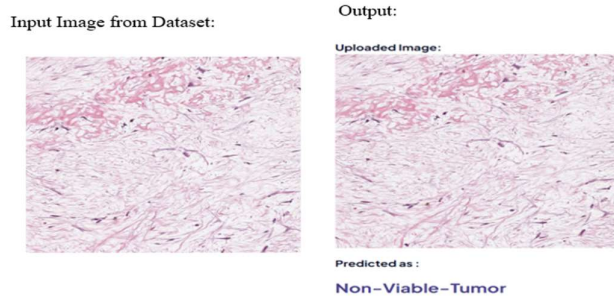 Input Image from Dataset:
Output:
Uploaded Image:
Predicted as :
Non-Viable-Tumor